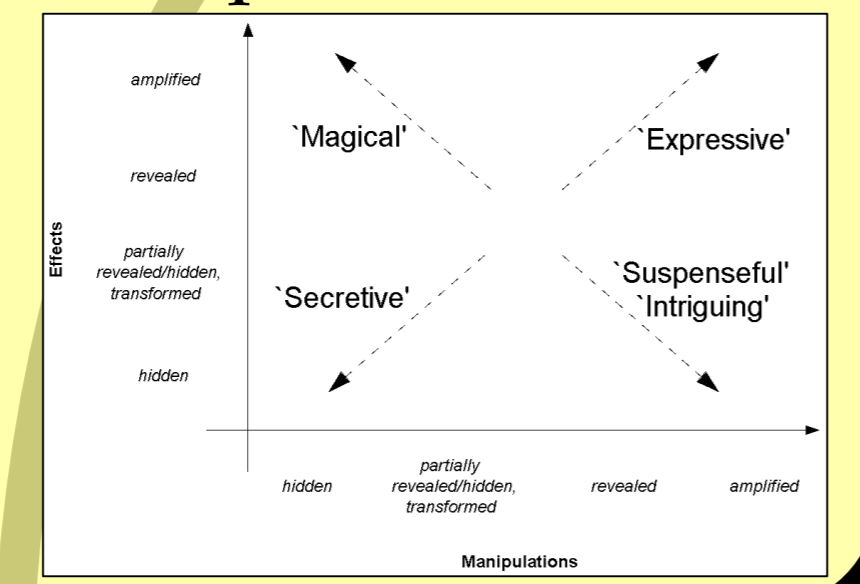 amplified
`Magical'
`Expressive'
revealed
Effects
partially
revealed/hidden,
transformed
`Secretive'
`Suspenseful'
`Intriguing'
hidden
hidden
partially
revealed/hidden,
transformed
revealed
amplified
Manipulations